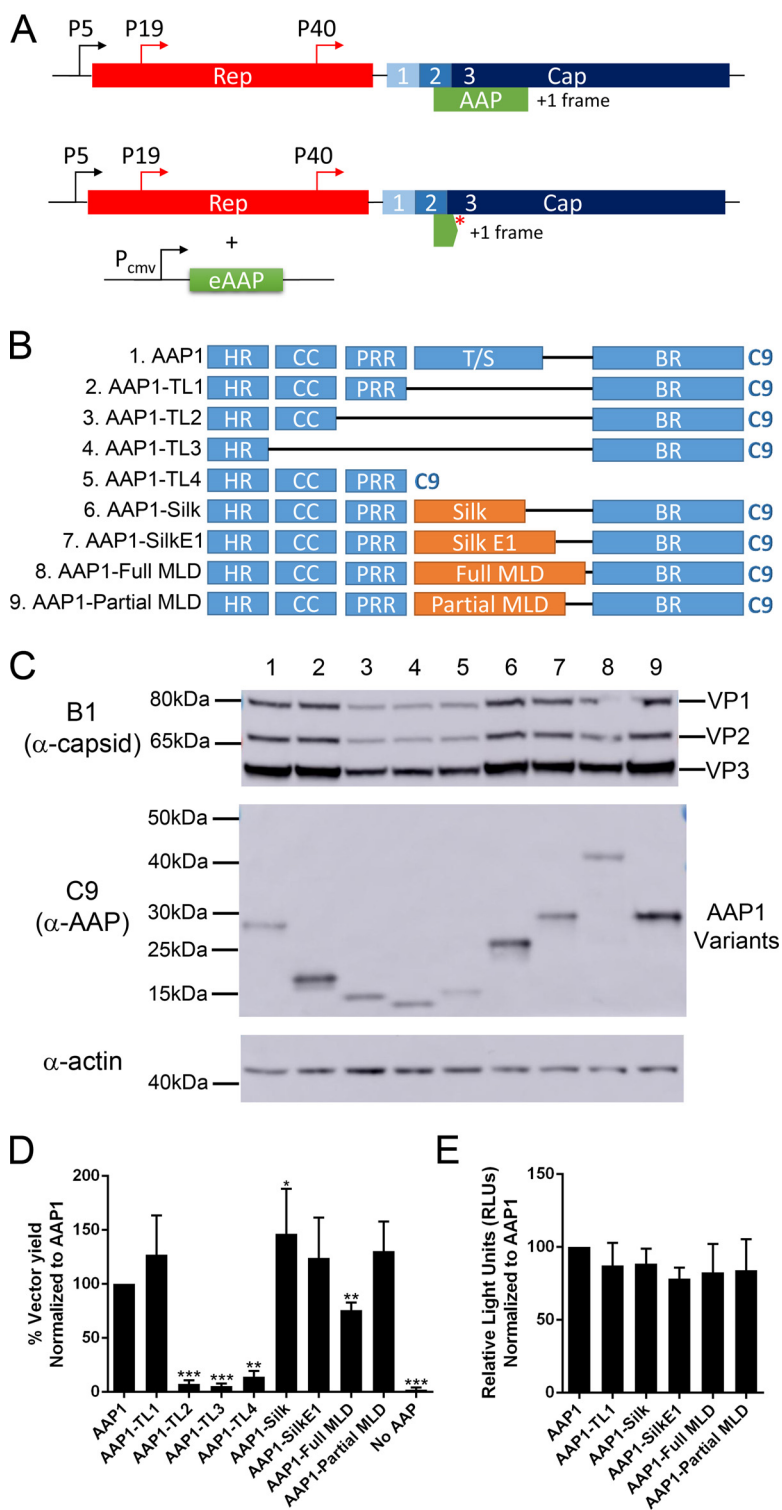 A
P5 P19 P40
Rep 1 2 3 Cap
AAP +1 frame
P5 P19 P40
Rep 1 2 3 Cap
* +1 frame
+
Pcmv eAAP
B
1. AAP1 HR CC PRR T/S BR C9
2. AAP1-TL1 HR CC PRR BR C9
3. AAP1-TL2 HR CC BR C9
4. AAP1-TL3 HR BR C9
5. AAP1-TL4 HR CC PRR C9
6. AAP1-Silk HR CC PRR Silk BR C9
7. AAP1-SilkE1 HR CC PRR Silk E1 BR C9
8. AAP1-Full MLD HR CC PRR Full MLD BR C9
9. AAP1-Partial MLD HR CC PRR Partial MLD BR C9
C
1 2 3 4 5 6 7 8 9
B1
(α-capsid)
80kDa
65kDa
VP1
VP2
VP3
C9
(α-AAP)
50kDa
40kDa
30kDa
25kDa
15kDa
AAP1
Variants
α-actin
40kDa
D
% Vector yield
Normalized to AAP1
200
150
100
50
0
*** *** ** * ** ***
AAP1
AAP1-TL1
AAP1-TL2
AAP1-TL3
AAP1-TL4
AAP1-Silk
AAP1-SilkE1
AAP1-Full MLD
AAP1-Partial MLD
No AAP
E
Relative Light Units (RLUs)
Normalized to AAP1
150
100
50
0
AAP1
AAP1-TL1
AAP1-Silk
AAP1-SilkE1
AAP1-Full MLD
AAP1-Partial MLD